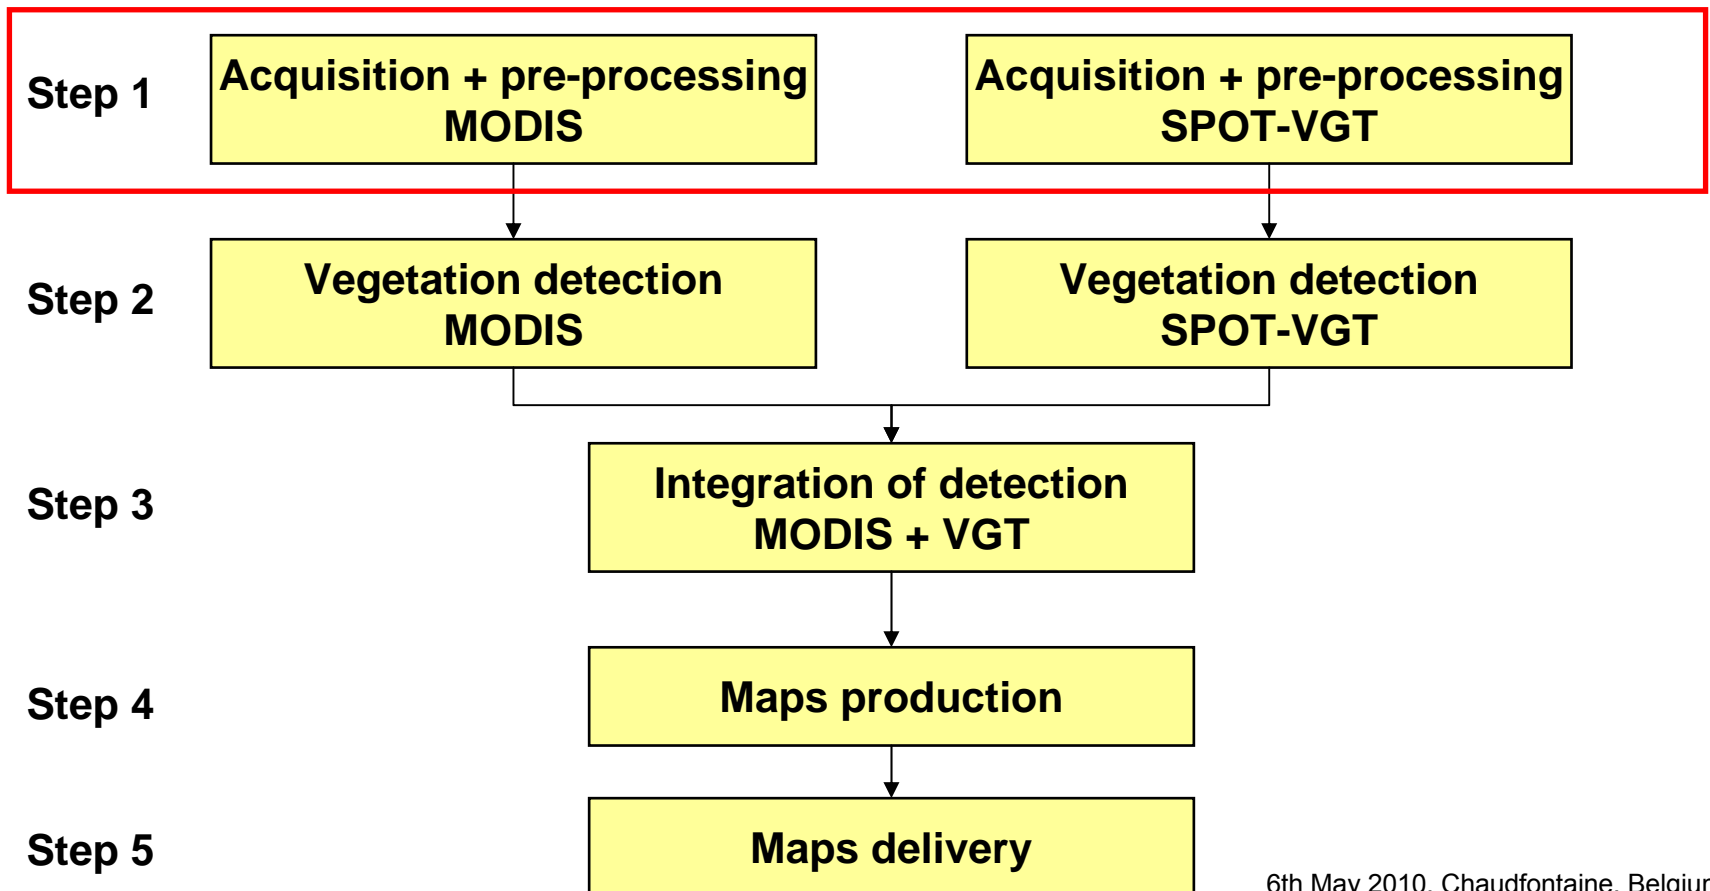 Step 1
Acquisition + pre-processing
MODIS
Acquisition + pre-processing
SPOT-VGT
Step 2
Vegetation detection
MODIS
Vegetation detection
SPOT-VGT
Step 3
Integration of detection
MODIS + VGT
Step 4
Maps production
Step 5
Maps delivery
6th May 2010, Chaudfontaine,